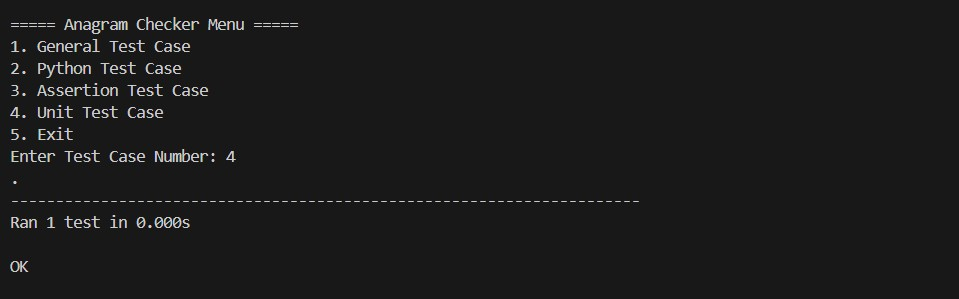 ===== Anagram Checker Menu =====
1. General Test Case
2. Python Test Case
3. Assertion Test Case
4. Unit Test Case
5. Exit
Enter Test Case Number: 4
.
----------------------------------------------------------------------
Ran 1 test in 0.000s
OK